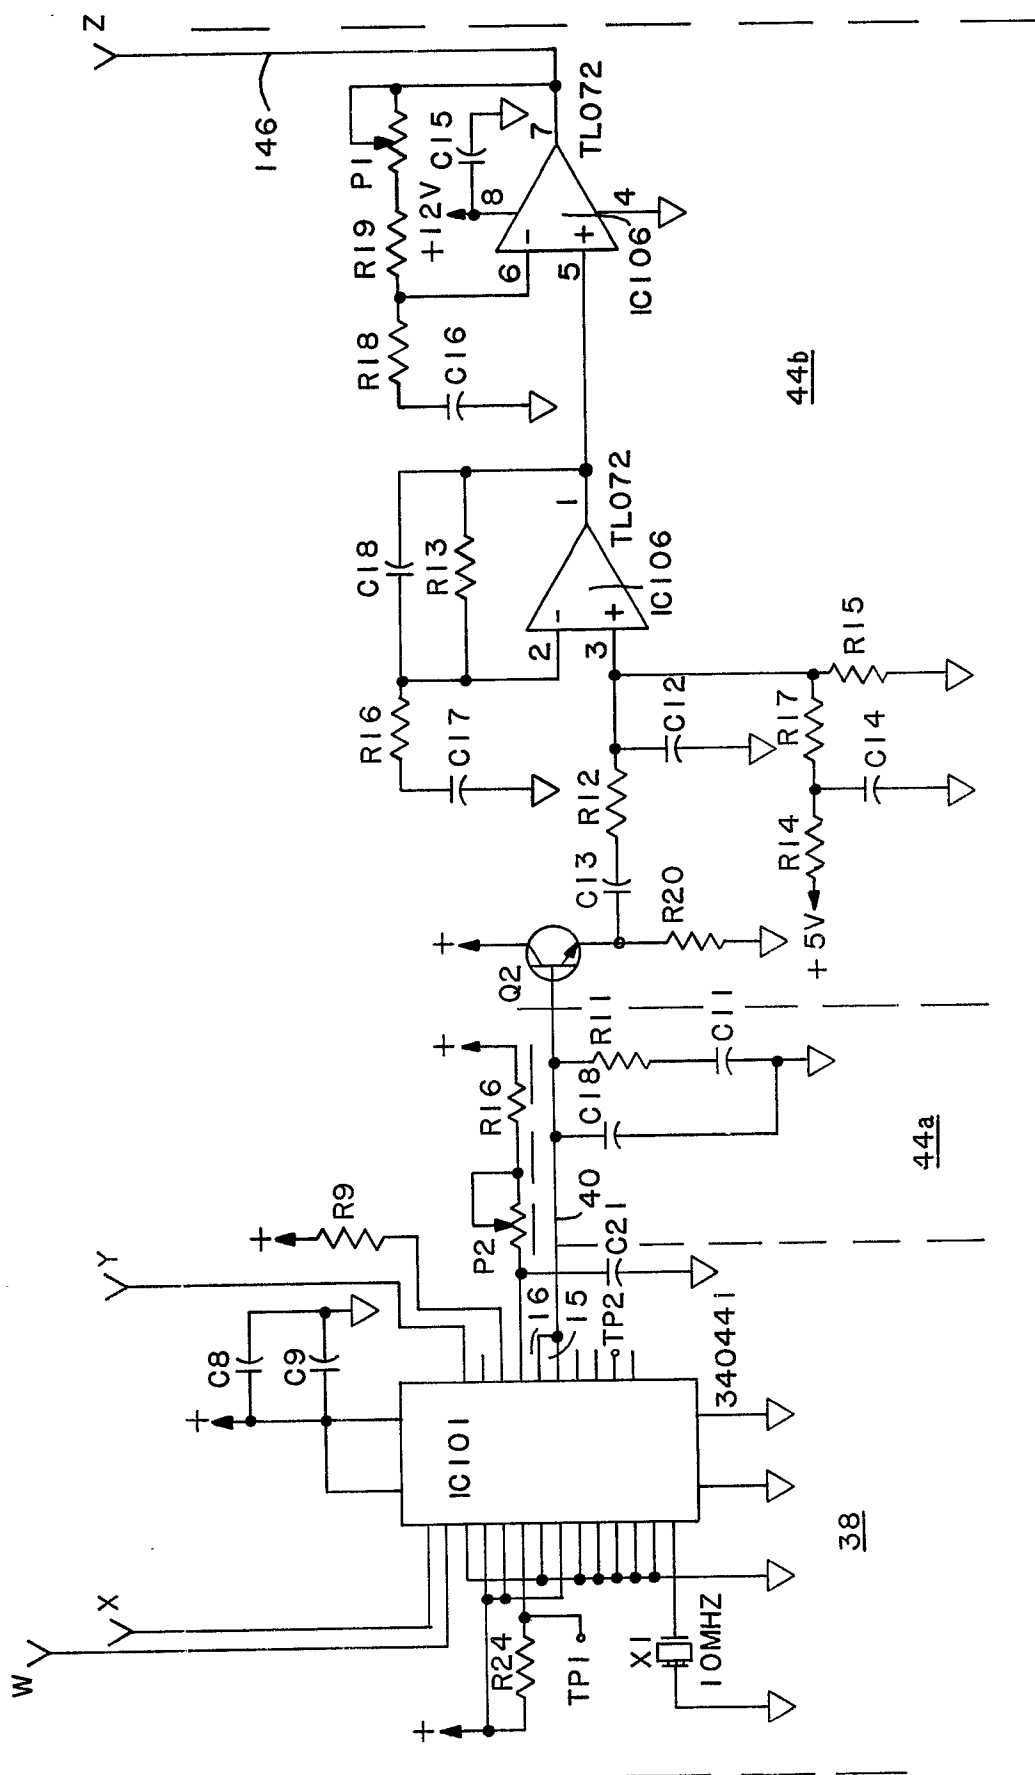 Z
146
P1
R19
R18
C16
+12V
C15
8
7
TL072
6
-
5
+
4
IC106
44b
C18
R13
1
TL072
2
-
3
+
IC106
R16
C17
R12
C12
R17
R15
C14
R14
+5V
C13
R20
+
Q2
R11
C11
C18
44a
+
R16
P2
40
C21
+
R9
Y
16
15
TP2
340441
C8
C9
+
IC101
38
X
W
R24
TP1
+
X1
10MHZ